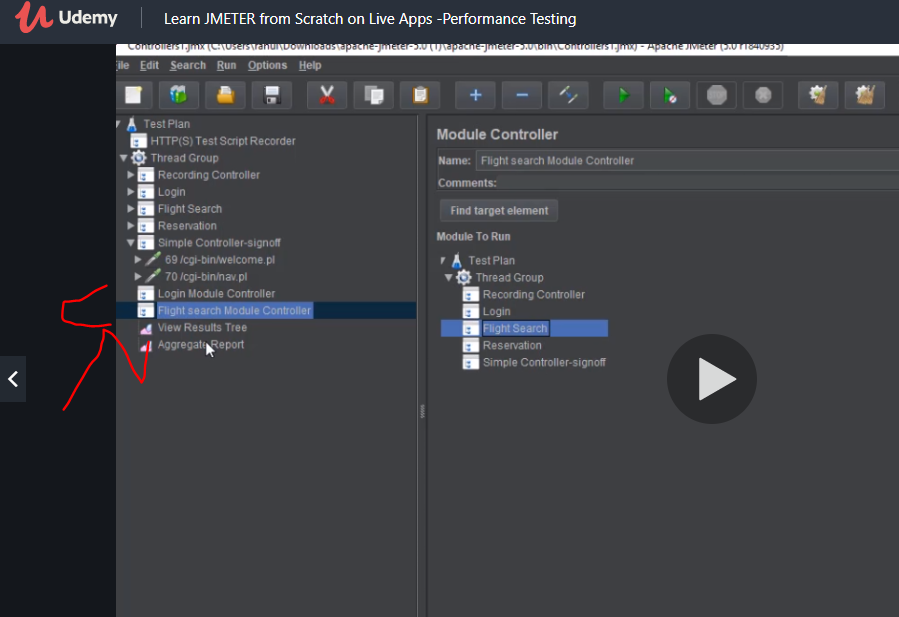 Udemy
Learn JMETER from Scratch on Live Apps -Performance Testing
Controllers1.jmx (C:\Users\rahul\Downloads\apache-jmeter-5.0 (1)\apache-jmeter-5.0\bin\Controllers1.jmx) - Apache JMeter (5.0 r1840935)
ile Edit Search Run Options Help
Test Plan
HTTP(S) Test Script Recorder
Thread Group
Recording Controller
Login
Flight Search
Reservation
Simple Controller-signoff
69 /cgi-bin/welcome.pl
70 /cgi-bin/nav.pl
Login Module Controller
Flight search Module Controller
View Results Tree
Aggregate Report
Module Controller
Name: Flight search Module Controller
Comments:
Find target element
Module To Run
Test Plan
Thread Group
Recording Controller
Login
Flight Search
Reservation
Simple Controller-signoff